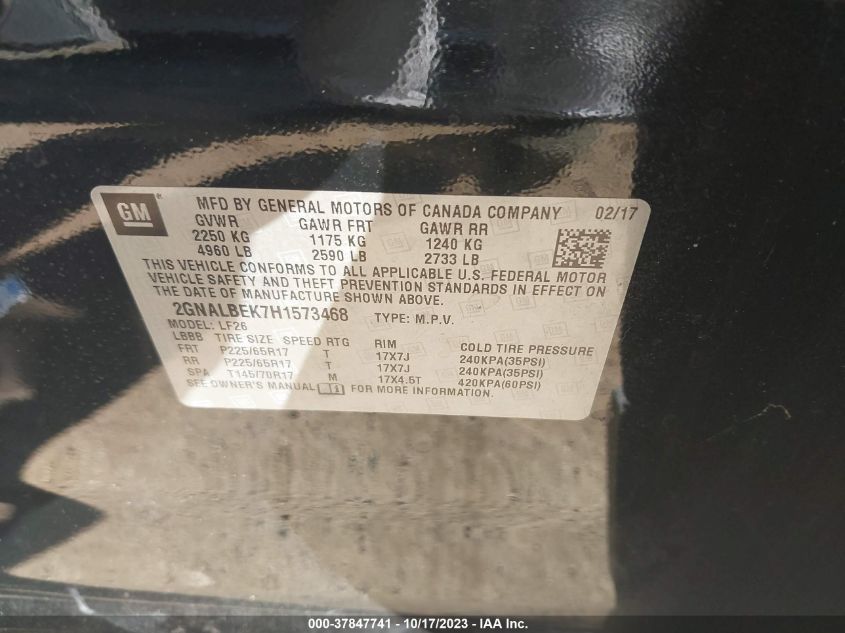 GM
MFD BY GENERAL MOTORS OF CANADA COMPANY 02/17
GVWR GAWR FRT GAWR RR
2250 KG 1175 KG 1240 KG
4960 LB 2590 LB 2733 LB
THIS VEHICLE CONFORMS TO ALL APPLICABLE U.S. FEDERAL MOTOR
VEHICLE SAFETY AND THEFT PREVENTION STANDARDS IN EFFECT ON
THE DATE OF MANUFACTURE SHOWN ABOVE.
2GNALBEK7H1573468 TYPE: M.P.V.
MODEL: LF26
LBBB TIRE SIZE SPEED RTG RIM COLD TIRE PRESSURE
FRT P225/65R17 T 17X7J 240KPA(35PSI)
RR P225/65R17 T 17X7J 240KPA(35PSI)
SPA T145/70R17 M 17X4.5T 420KPA(60PSI)
SEE OWNER'S MANUAL FOR MORE INFORMATION.
000-37847741 - 10/17/2023 - IAA Inc.